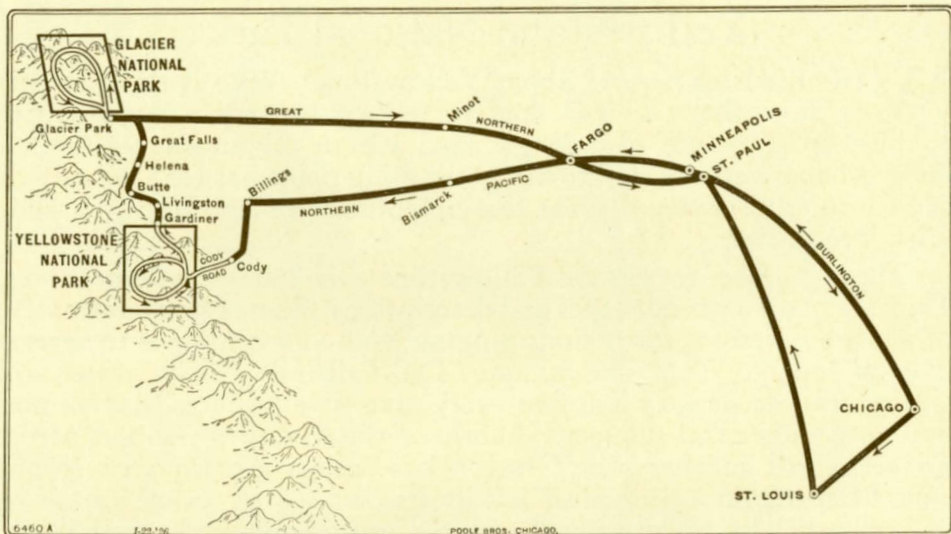 GLACIER
NATIONAL
PARK
Glacier Park
GREAT
Minot
NORTHERN
FARGO
MINNEAPOLIS
ST. PAUL
Great Falls
Helena
Butte
Livingston
Gardiner
Billings
NORTHERN
Bismarck
PACIFIC
YELLOWSTONE
NATIONAL
PARK
CODY
ROAD
Cody
BURLINGTON
CHICAGO
ST. LOUIS
6460 A
POOLE BROS. CHICAGO.